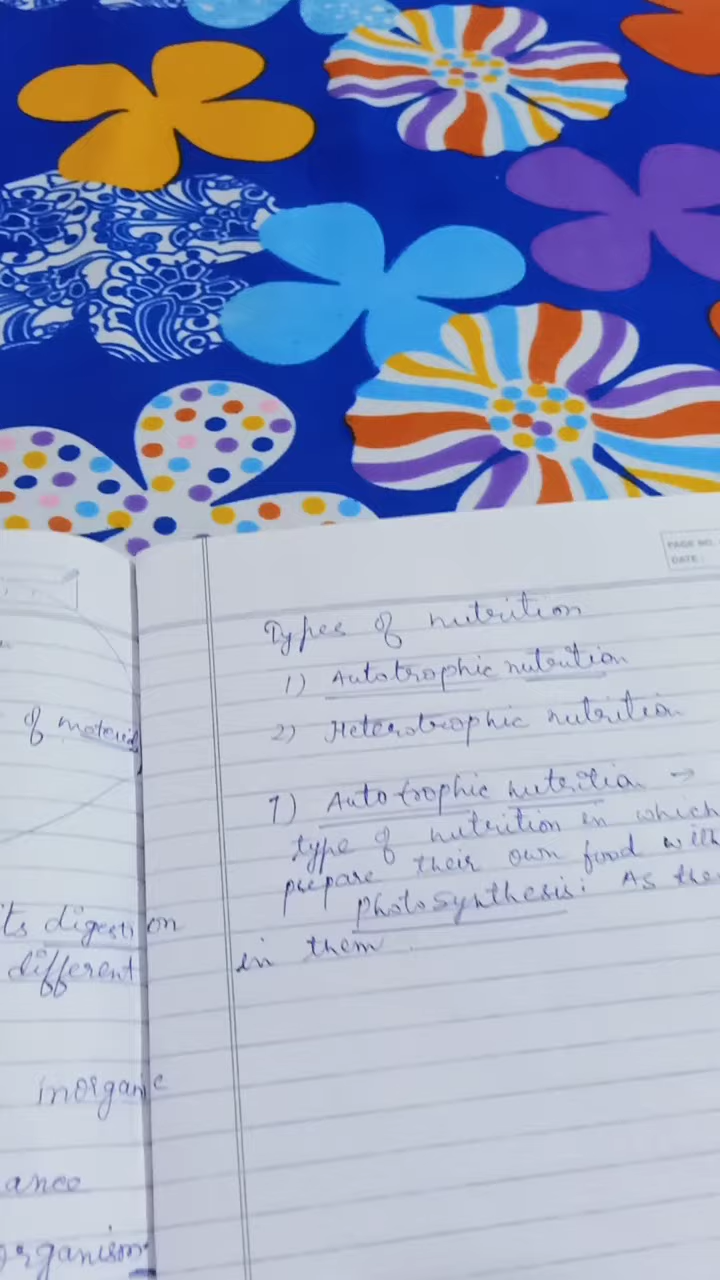 of material
its digestion
different
inorganic
ance
organism
PAGE NO.
DATE:
Types of nutrition
1) Autotrophic nutrition
2) Heterotrophic nutrition
1) Autotrophic nutrition →
type of nutrition in which
prepare their own food with
photosynthesis: As the
in them